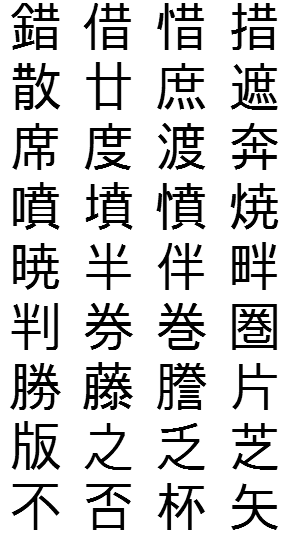 錯 借 惜 措
散 廿 庶 遮
席 度 渡 奔
噴 墳 憤 焼
暁 半 伴 畔
判 券 巻 圏
勝 藤 謄 片
版 之 乏 芝
不 否 杯 矢